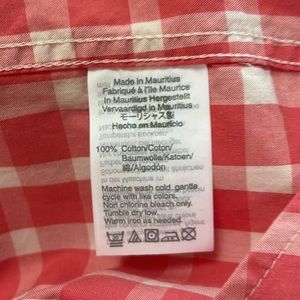 Made in Mauritius
Fabriqué à l'île Maurice
In Mauritius Hergestellt
Vervaardigd in Mauritius
モーリシャス製
Hecho en Mauricio
100% Cotton/Coton/
Baumwolle/Katoen/
綿/Algodón/
Machine wash cold, gentle
cycle with like colors.
Non chlorine bleach only.
Tumble dry low.
Warm iron as needed.